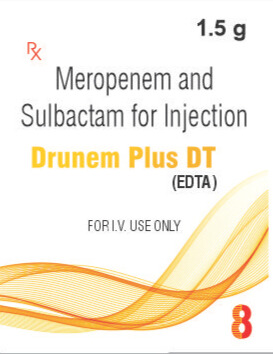 1.5 g
Rx
Meropenem and
Sulbactam for Injection
Drunem Plus DT
(EDTA)
FOR I.V. USE ONLY